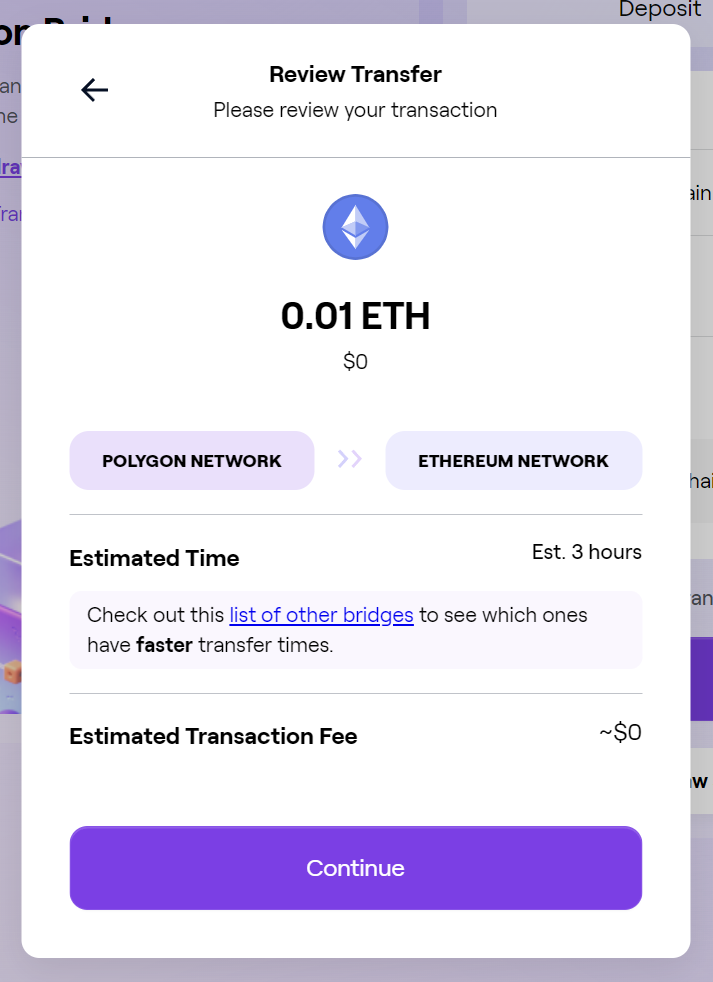 Deposit
Review Transfer
Please review your transaction
0.01 ETH
$0
POLYGON NETWORK
ETHEREUM NETWORK
Estimated Time
Est. 3 hours
Check out this list of other bridges to see which ones
have faster transfer times.
Estimated Transaction Fee
~$0
Continue